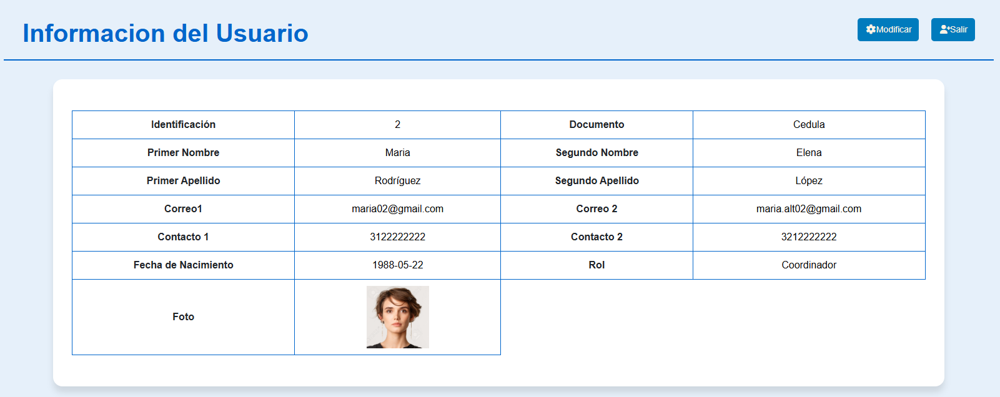 Informacion del Usuario
Modificar
Salir
Identificación 2 Documento Cedula
Primer Nombre Maria Segundo Nombre Elena
Primer Apellido Rodríguez Segundo Apellido López
Correo1 maria02@gmail.com Correo 2 maria.alt02@gmail.com
Contacto 1 3122222222 Contacto 2 3212222222
Fecha de Nacimiento 1988-05-22 Rol Coordinador
Foto